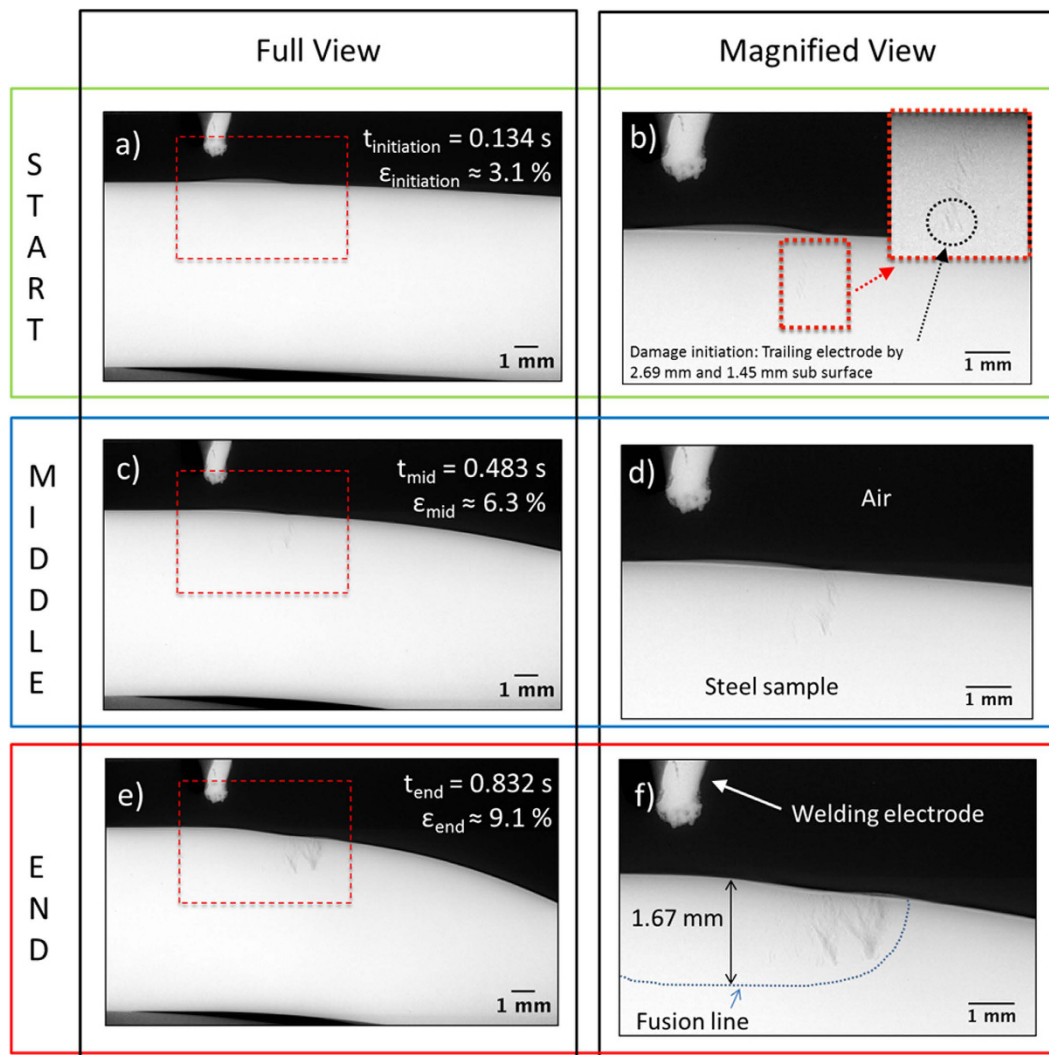 Full View
Magnified View
START
a)
t_initiation = 0.134 s
ε_initiation ≈ 3.1 %
1 mm
b)
Damage initiation: Trailing electrode by
2.69 mm and 1.45 mm sub surface
1 mm
MIDDLE
c)
t_mid = 0.483 s
ε_mid ≈ 6.3 %
1 mm
d)
Air
Steel sample
1 mm
END
e)
t_end = 0.832 s
ε_end ≈ 9.1 %
1 mm
f)
Welding electrode
1.67 mm
Fusion line
1 mm